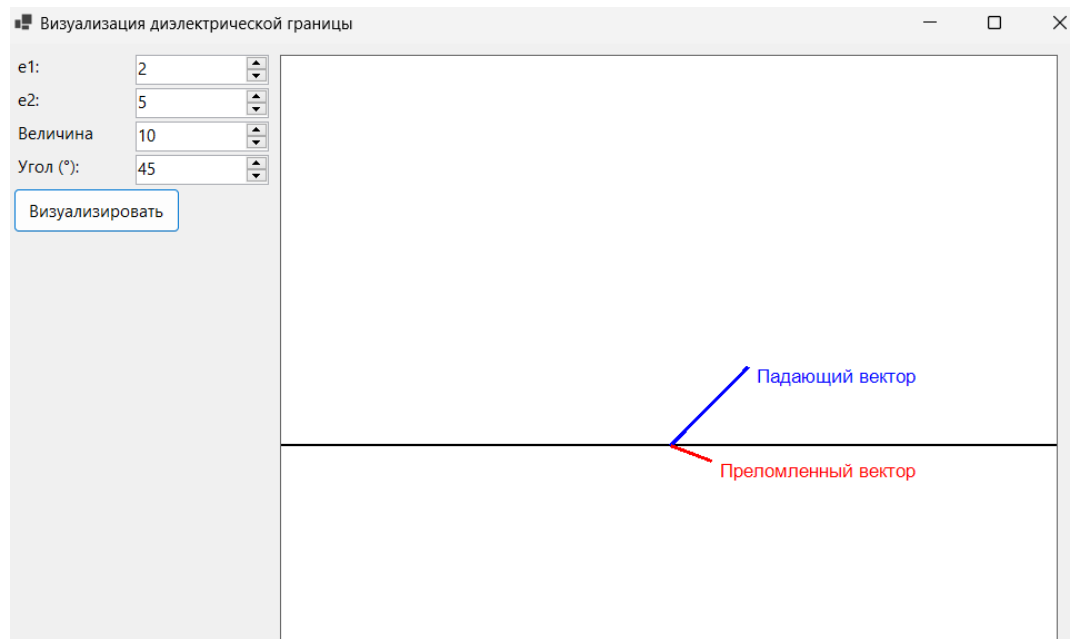 Визуализация диэлектрической границы
e1: 2
e2: 5
Величина 10
Угол (°): 45
Визуализировать
Падающий вектор
Преломленный вектор